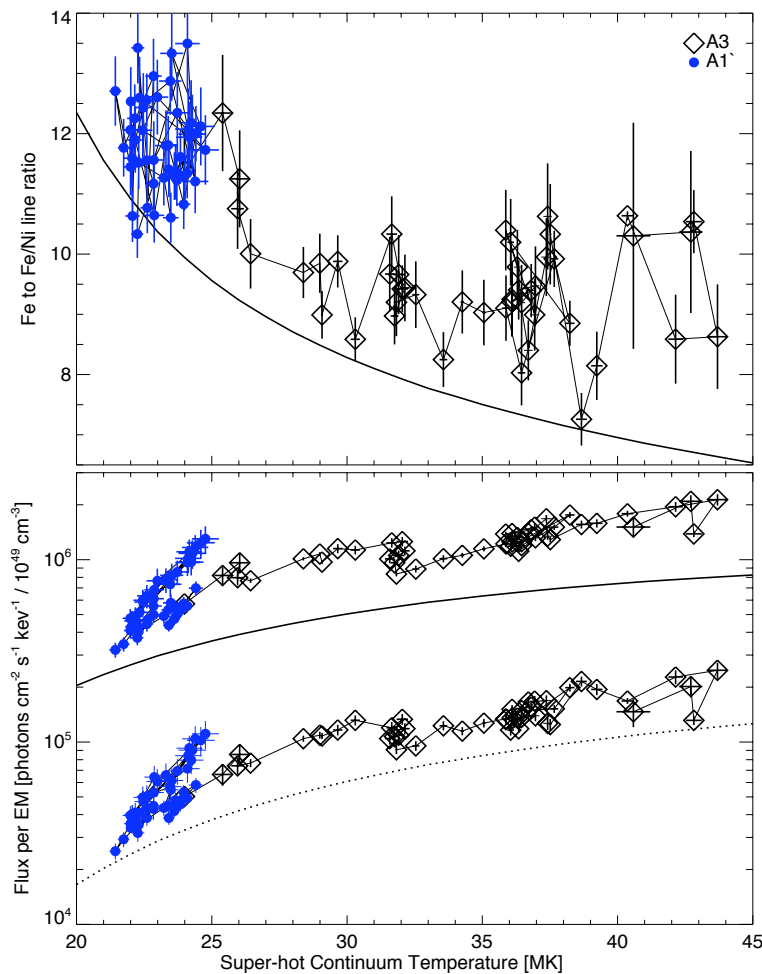 14
12
10
8
Fe to Fe/Ni line ratio
A3
A1`
10^6
10^5
10^4
Flux per EM [photons cm^-2 s^-1 kev^-1 / 10^49 cm^-3]
20 25 30 35 40 45
Super-hot Continuum Temperature [MK]